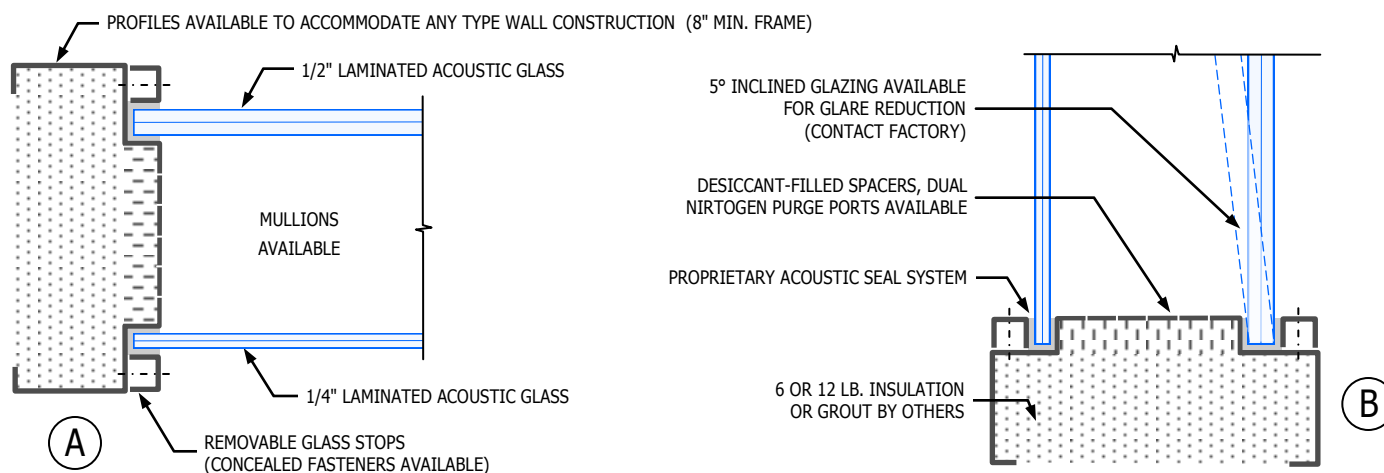 PROFILES AVAILABLE TO ACCOMMODATE ANY TYPE WALL CONSTRUCTION (8" MIN. FRAME)
1/2" LAMINATED ACOUSTIC GLASS
MULLIONS
AVAILABLE
1/4" LAMINATED ACOUSTIC GLASS
REMOVABLE GLASS STOPS
(CONCEALED FASTENERS AVAILABLE)
A
5° INCLINED GLAZING AVAILABLE
FOR GLARE REDUCTION
(CONTACT FACTORY)
DESICCANT-FILLED SPACERS, DUAL
NIRTOGEN PURGE PORTS AVAILABLE
PROPRIETARY ACOUSTIC SEAL SYSTEM
6 OR 12 LB. INSULATION
OR GROUT BY OTHERS
B